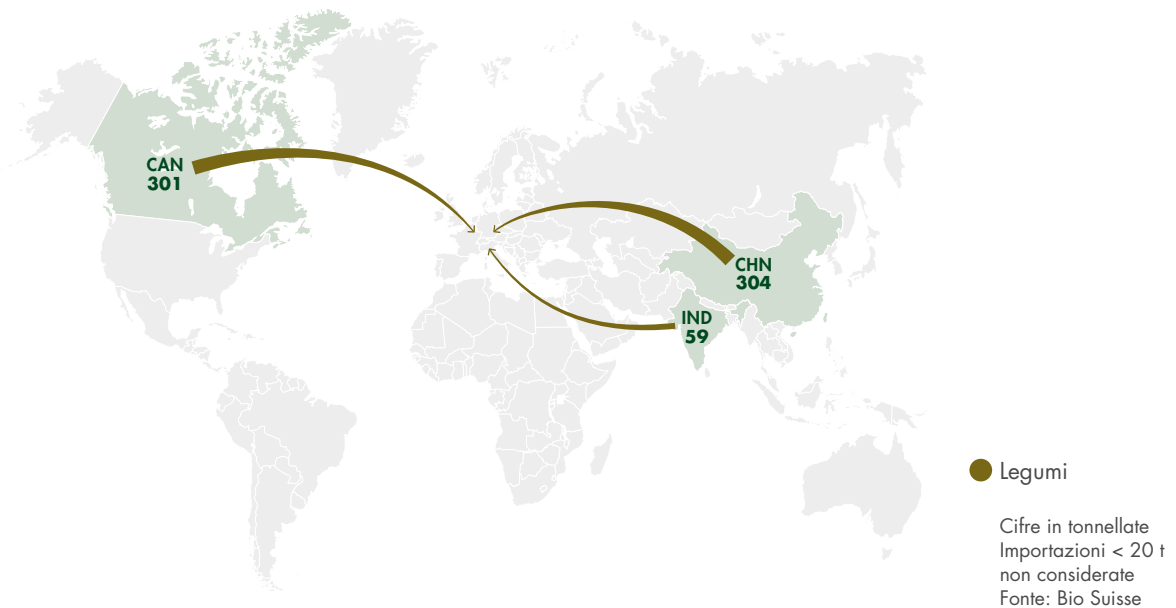 CAN
301
CHN
304
IND
59
Legumi
Cifre in tonnellate
Importazioni < 20 t
non considerate
Fonte: Bio Suisse